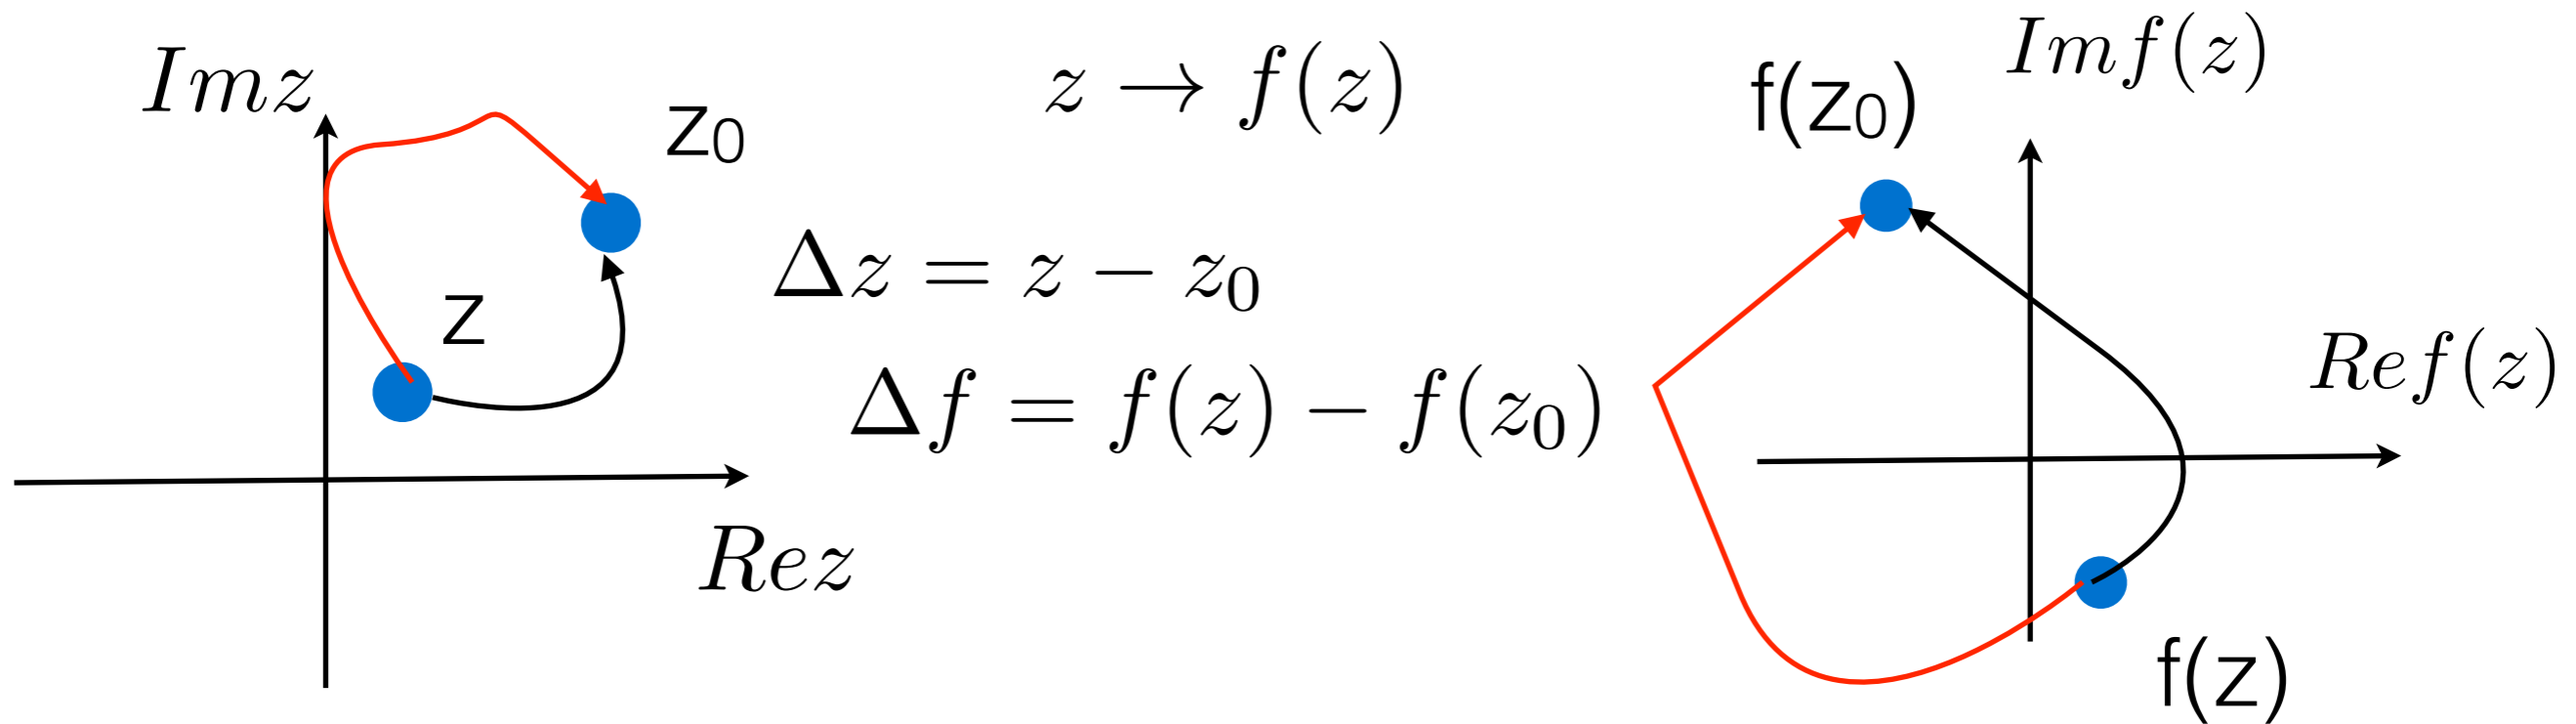 Imz
z₀
z
Rez
z → f(z)
Δz = z − z₀
Δf = f(z) − f(z₀)
Imf(z)
f(z₀)
Ref(z)
f(z)